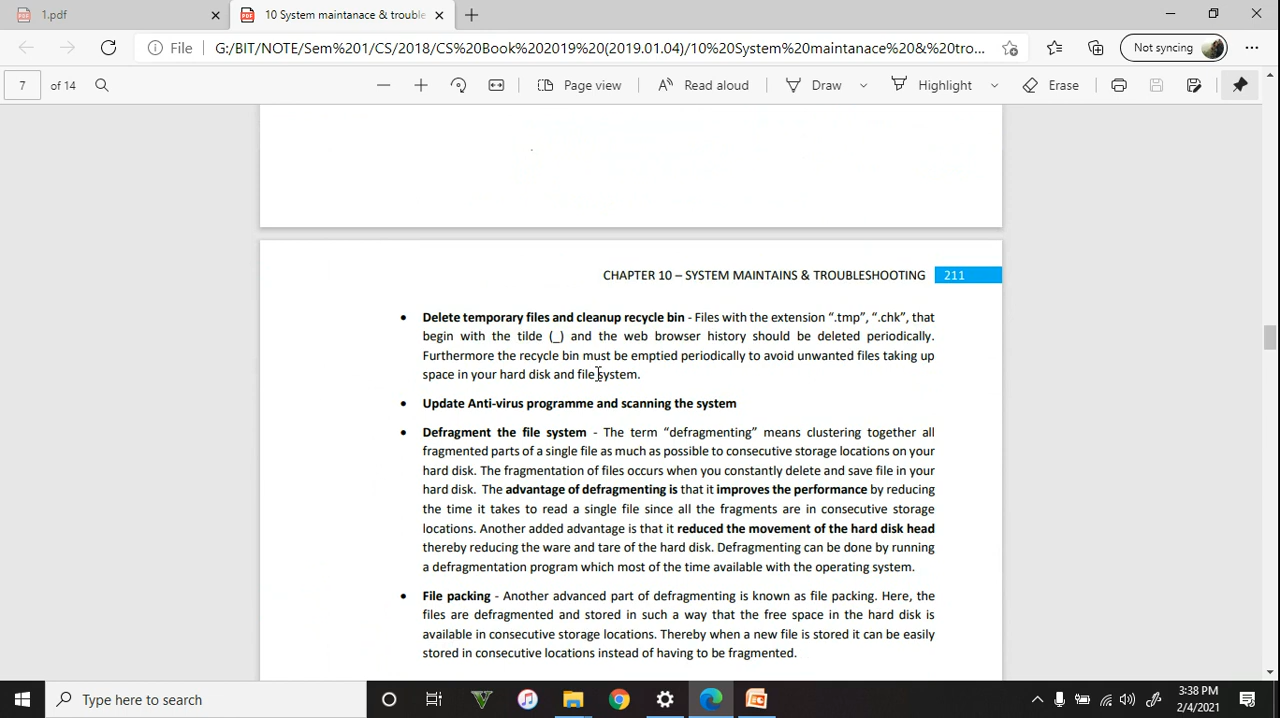 1.pdf
10 System maintanace & trouble
File
G:/BIT/NOTE/Sem%201/CS/2018/CS%20Book%202019%20(2019.01.04)/10%20System%20maintanace%20&%20tro...
Not syncing
7 of 14
Page view
Read aloud
Draw
Highlight
Erase
CHAPTER 10 – SYSTEM MAINTAINS & TROUBLESHOOTING 211
• Delete temporary files and cleanup recycle bin - Files with the extension “.tmp”, “.chk”, that
begin with the tilde (_) and the web browser history should be deleted periodically.
Furthermore the recycle bin must be emptied periodically to avoid unwanted files taking up
space in your hard disk and file system.
• Update Anti-virus programme and scanning the system
• Defragment the file system - The term “defragmenting” means clustering together all
fragmented parts of a single file as much as possible to consecutive storage locations on your
hard disk. The fragmentation of files occurs when you constantly delete and save file in your
hard disk. The advantage of defragmenting is that it improves the performance by reducing
the time it takes to read a single file since all the fragments are in consecutive storage
locations. Another added advantage is that it reduced the movement of the hard disk head
thereby reducing the ware and tare of the hard disk. Defragmenting can be done by running
a defragmentation program which most of the time available with the operating system.
• File packing - Another advanced part of defragmenting is known as file packing. Here, the
files are defragmented and stored in such a way that the free space in the hard disk is
available in consecutive storage locations. Thereby when a new file is stored it can be easily
stored in consecutive locations instead of having to be fragmented.
Type here to search
3:38 PM
2/4/2021